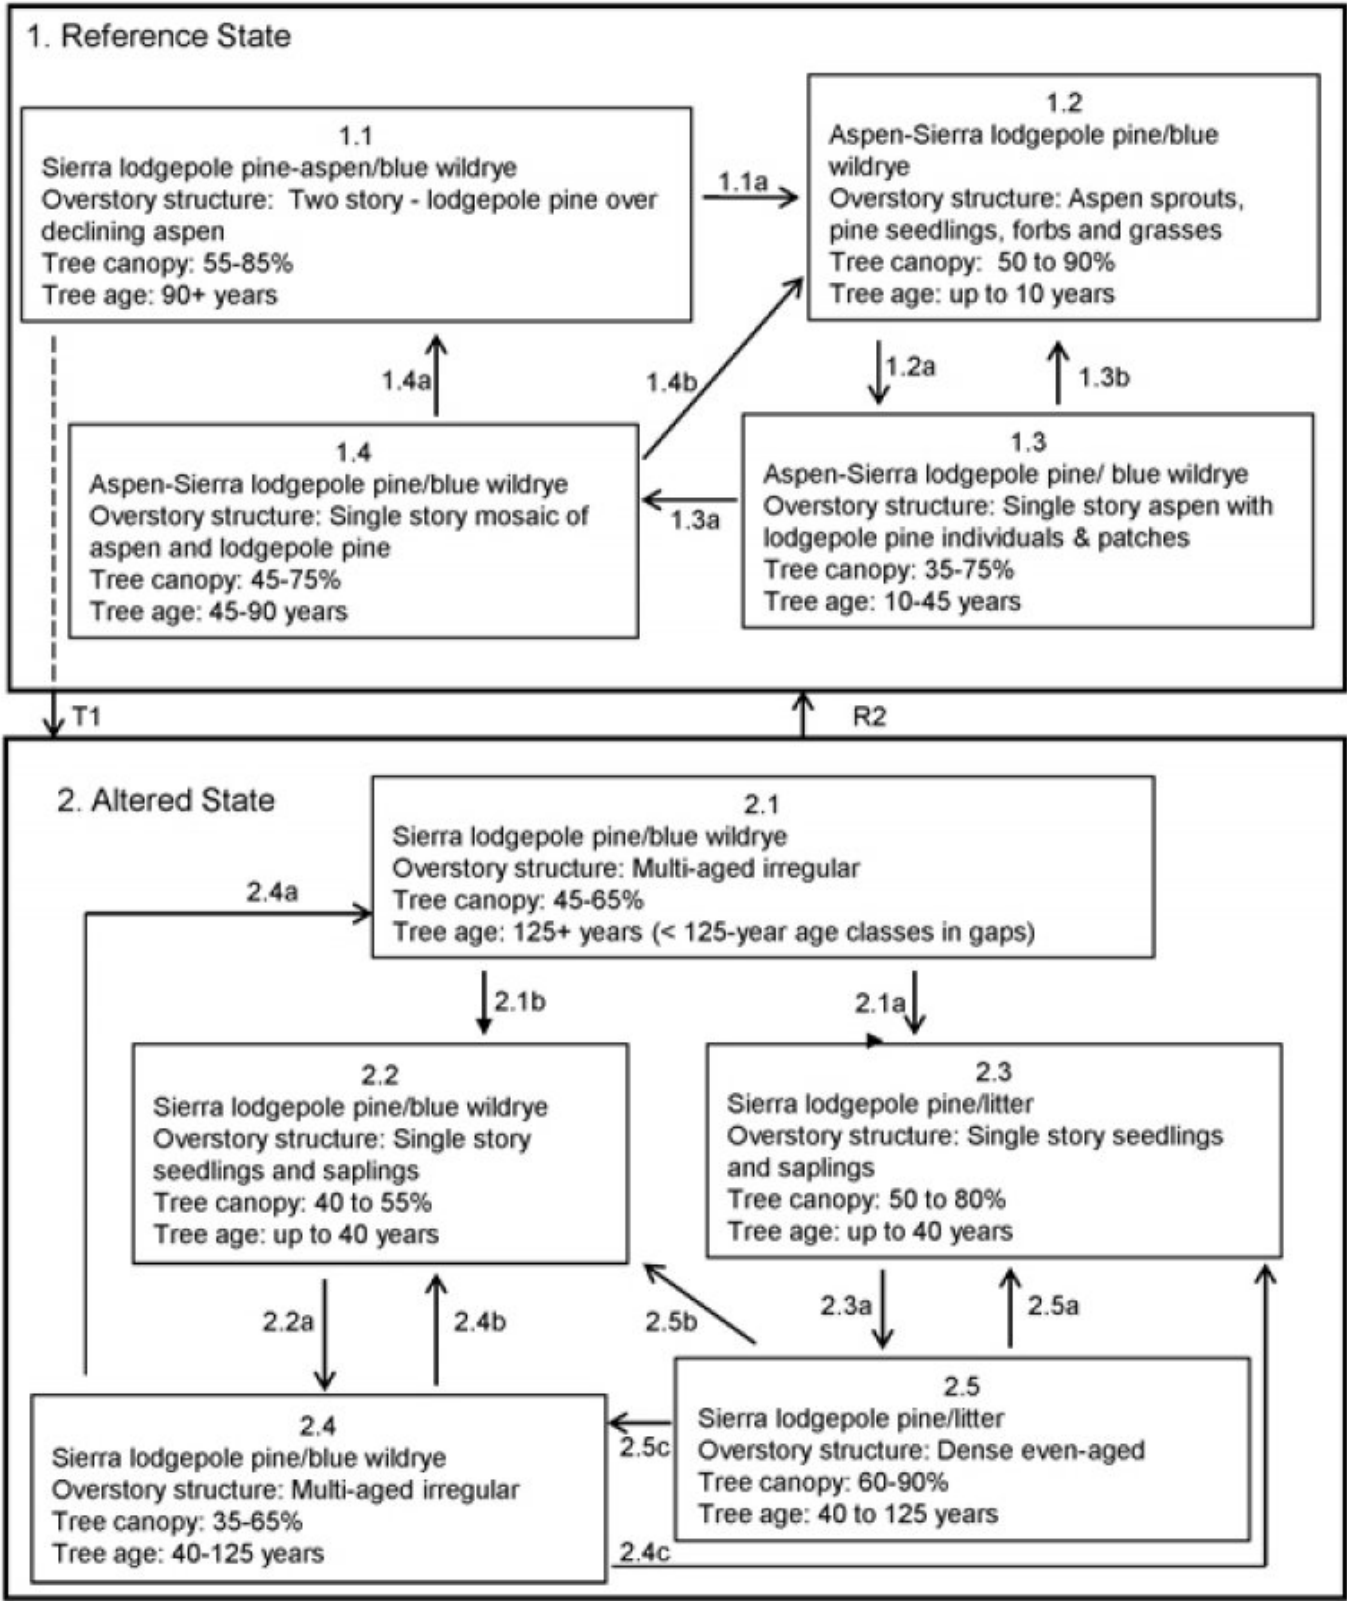 1. Reference State
1.1
Sierra lodgepole pine-aspen/blue wildrye
Overstory structure: Two story - lodgepole pine over
declining aspen
Tree canopy: 55-85%
Tree age: 90+ years
1.1a
1.2
Aspen-Sierra lodgepole pine/blue
wildrye
Overstory structure: Aspen sprouts,
pine seedlings, forbs and grasses
Tree canopy: 50 to 90%
Tree age: up to 10 years
1.4a
1.4b
1.2a
1.3b
1.4
Aspen-Sierra lodgepole pine/blue wildrye
Overstory structure: Single story mosaic of
aspen and lodgepole pine
Tree canopy: 45-75%
Tree age: 45-90 years
1.3a
1.3
Aspen-Sierra lodgepole pine/ blue wildrye
Overstory structure: Single story aspen with
lodgepole pine individuals & patches
Tree canopy: 35-75%
Tree age: 10-45 years
T1
R2
2. Altered State
2.1
Sierra lodgepole pine/blue wildrye
Overstory structure: Multi-aged irregular
Tree canopy: 45-65%
Tree age: 125+ years (< 125-year age classes in gaps)
2.4a
2.1b
2.1a
2.2
Sierra lodgepole pine/blue wildrye
Overstory structure: Single story
seedlings and saplings
Tree canopy: 40 to 55%
Tree age: up to 40 years
2.3
Sierra lodgepole pine/litter
Overstory structure: Single story seedlings
and saplings
Tree canopy: 50 to 80%
Tree age: up to 40 years
2.2a
2.4b
2.5b
2.3a
2.5a
2.4
Sierra lodgepole pine/blue wildrye
Overstory structure: Multi-aged irregular
Tree canopy: 35-65%
Tree age: 40-125 years
2.5c
2.5
Sierra lodgepole pine/litter
Overstory structure: Dense even-aged
Tree canopy: 60-90%
Tree age: 40 to 125 years
2.4c